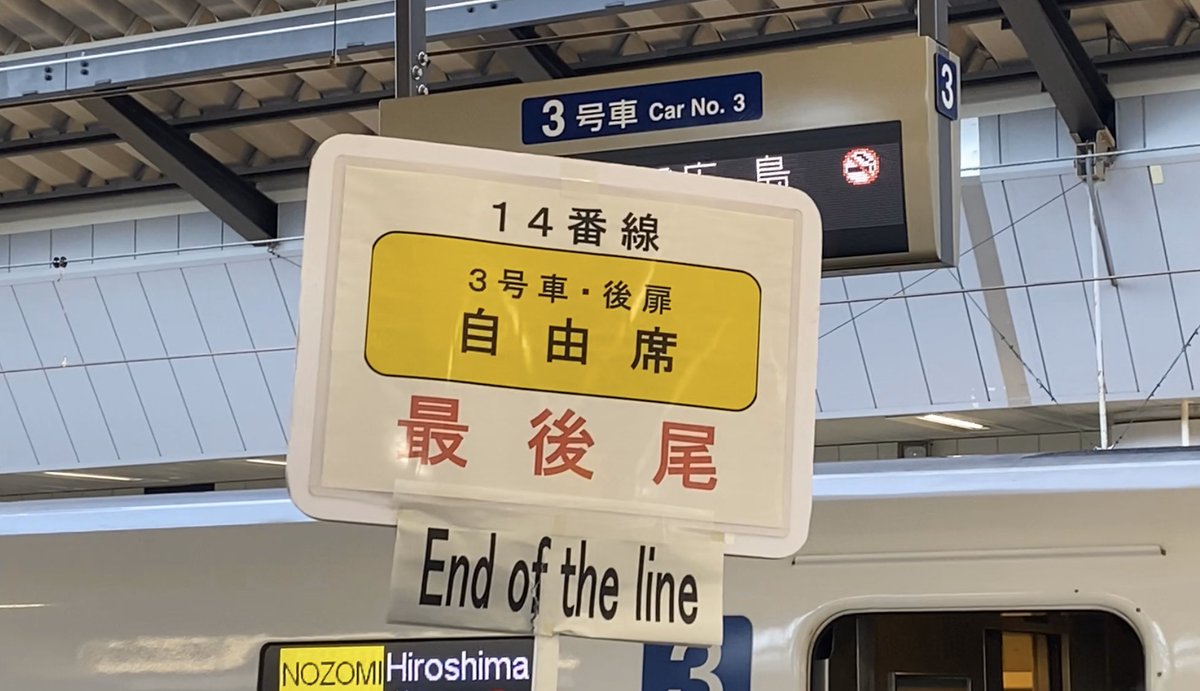 3号車 Car No. 3
3
島
14番線
3号車・後扉
自由席
最後尾
End of the line
NOZOMI Hiroshima
3